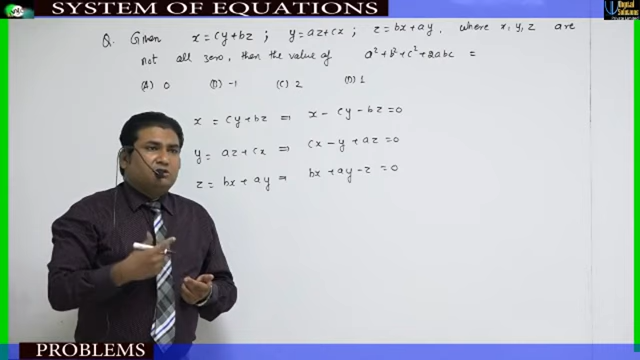 SYSTEM OF EQUATIONS
Q. Given x = cy + bz ; y = az + cx ; z = bx + ay, where x, y, z are
not all zero, then the value of a² + b² + c² + 2abc =
(A) 0 (B) -1 (C) 2 (D) 1
x = cy + bz ⇒ x - cy - bz = 0
y = az + cx ⇒ cx - y + az = 0
z = bx + ay ⇒ bx + ay - z = 0
PROBLEMS